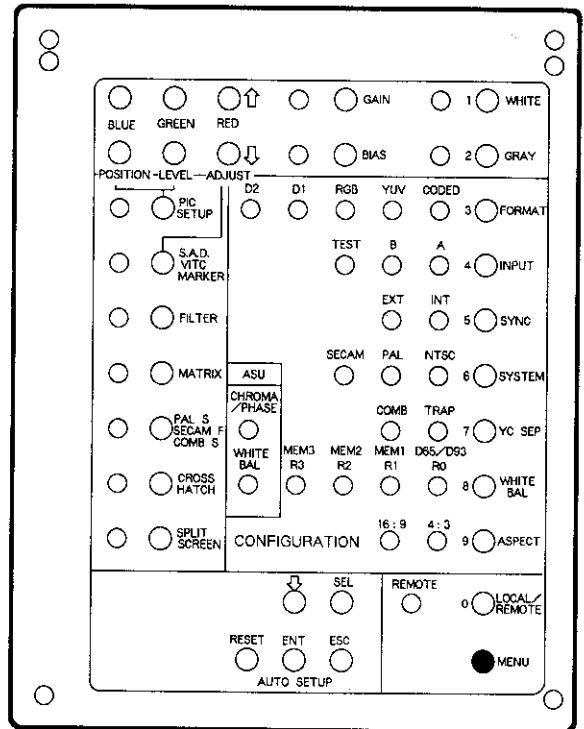 1 WHITE
GAIN
BLUE GREEN RED
2 GRAY
BIAS
POSITION -LEVEL- ADJUST
D2 D1 RGB YUV CODED
PIC
SETUP
3 FORMAT
TEST B A
S.A.D.
VITC
MARKER
4 INPUT
EXT INT
FILTER
5 SYNC
SECAM PAL NTSC
MATRIX
ASU
6 SYSTEM
CHROMA
/PHASE
COMB TRAP
PAL S
SECAM F
COMB S
7 YC SEP
WHITE
BAL
MEM3 MEM2 MEM1 D65/D93
R3 R2 R1 R0
CROSS
HATCH
8 WHITE
BAL
16:9 4:3
SPLIT
SCREEN
CONFIGURATION
9 ASPECT
⇩ SEL
REMOTE
0 LOCAL/
REMOTE
RESET ENT ESC
MENU
AUTO SETUP